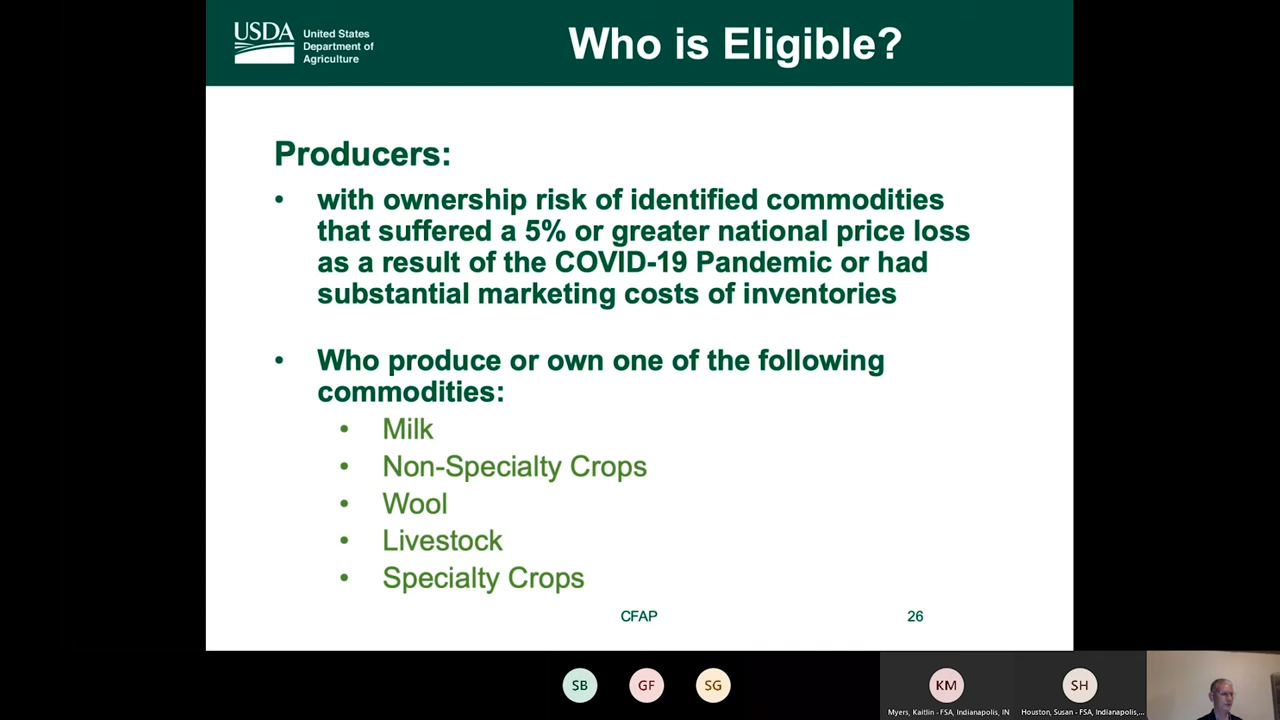 USDA
United States
Department of
Agriculture
Who is Eligible?
Producers:
• with ownership risk of identified commodities
that suffered a 5% or greater national price loss
as a result of the COVID-19 Pandemic or had
substantial marketing costs of inventories
• Who produce or own one of the following
commodities:
• Milk
• Non-Specialty Crops
• Wool
• Livestock
• Specialty Crops
CFAP
26
SB
GF
SG
KM
SH
Myers, Kaitlin - FSA, Indianapolis, IN
Houston, Susan - FSA, Indianapolis,...